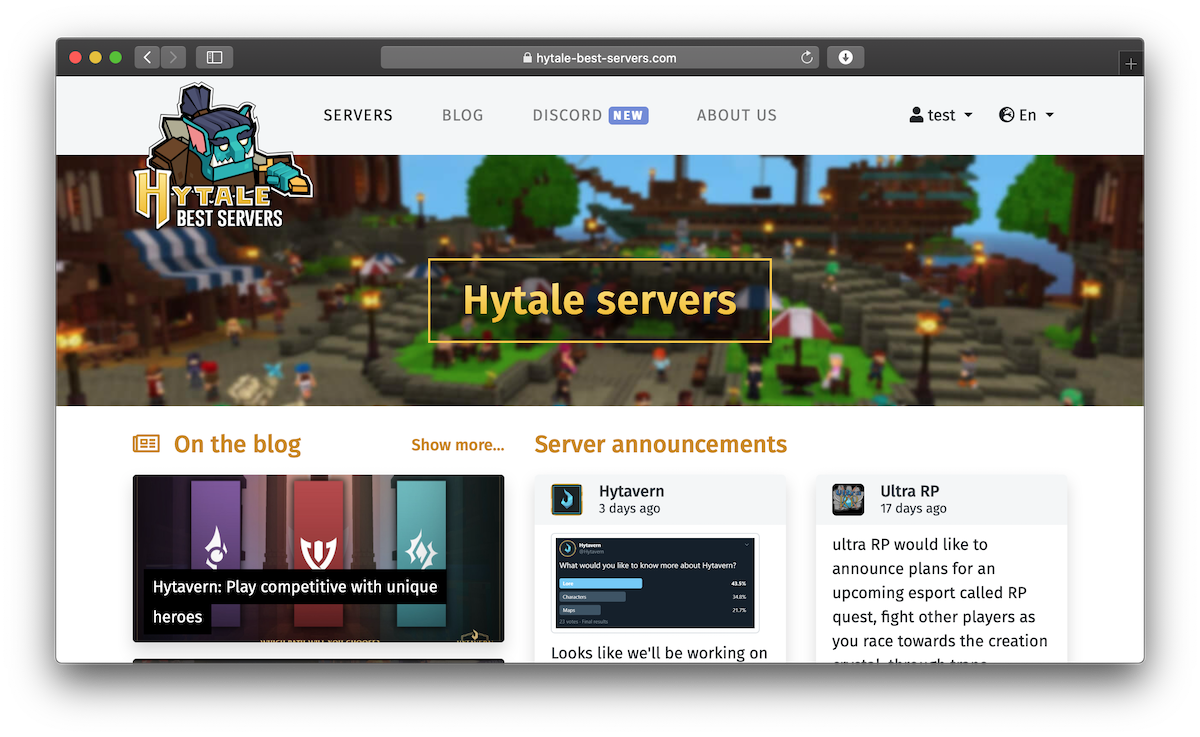 hytale-best-servers.com
HYTALE
BEST SERVERS
SERVERS
BLOG
DISCORD NEW
ABOUT US
test
En
Hytale servers
On the blog
Show more...
Hytavern: Play competitive with unique
heroes
Server announcements
Hytavern
3 days ago
Hytavern
@Hytavern
What would you like to know more about Hytavern?
Lore 43.5%
Characters 34.8%
Maps 21.7%
23 votes · Final results
Looks like we'll be working on
Ultra RP
17 days ago
ultra RP would like to
announce plans for an
upcoming esport called RP
quest, fight other players as
you race towards the creation
crystal, through traps